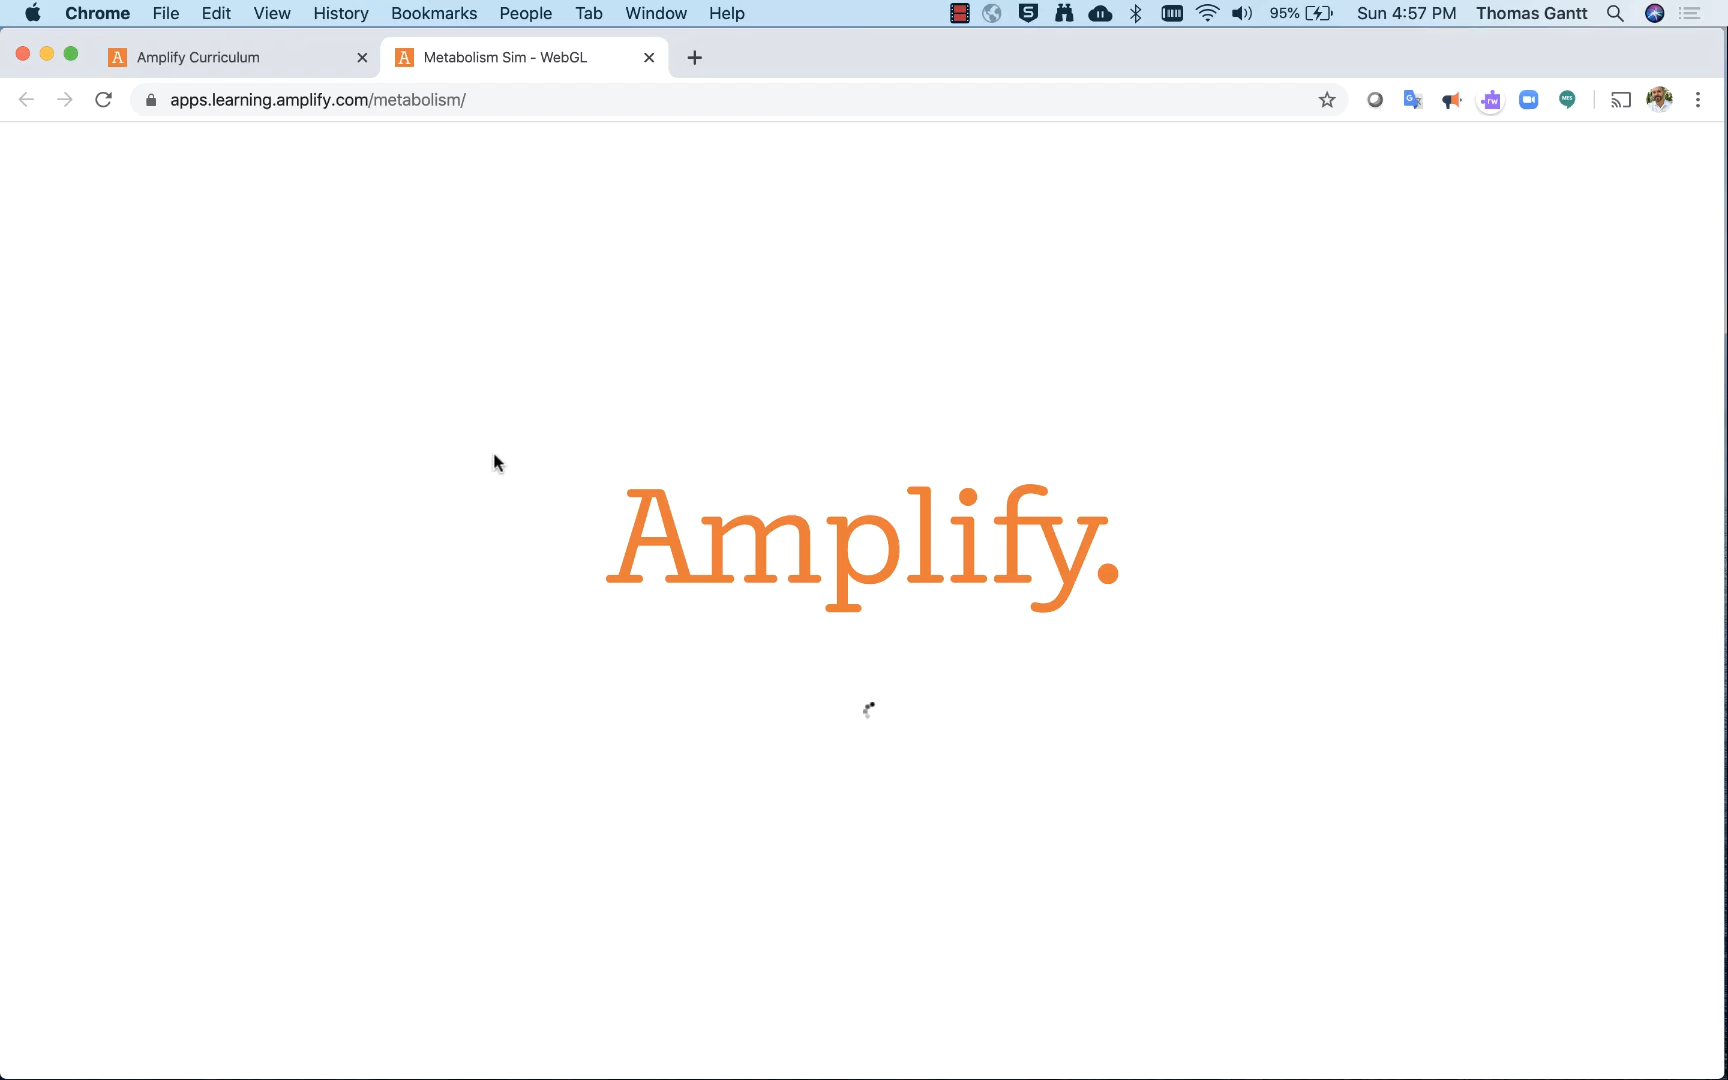 Chrome File Edit View History Bookmarks People Tab Window Help 95% Sun 4:57 PM Thomas Gantt
A Amplify Curriculum A Metabolism Sim - WebGL
apps.learning.amplify.com/metabolism/
Amplify.